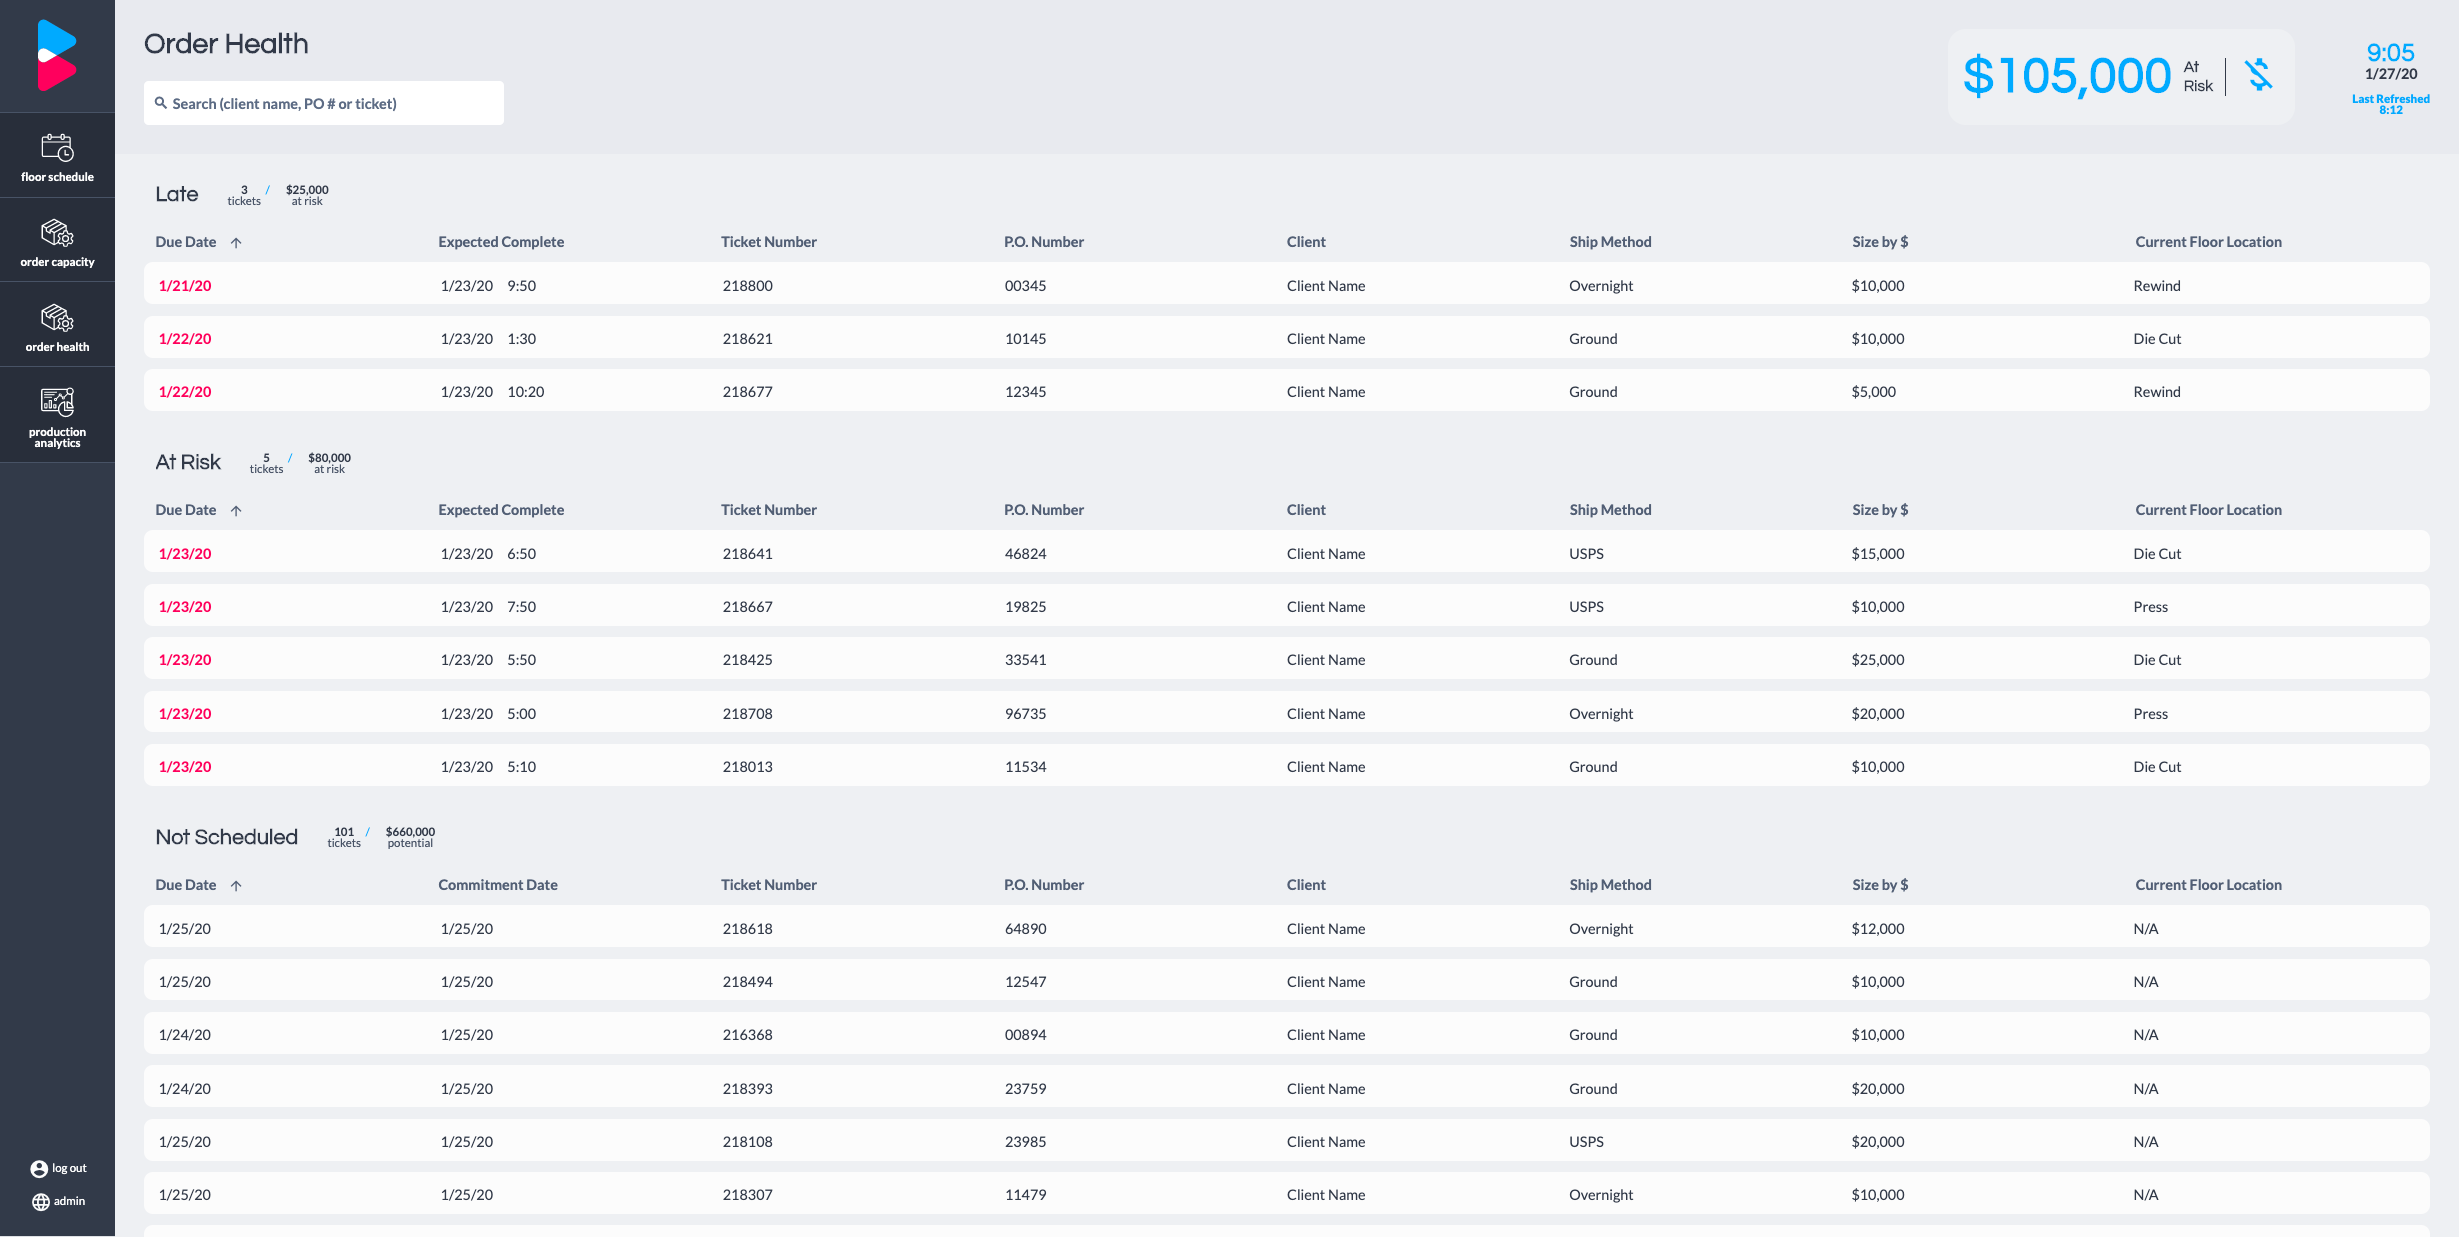 Order Health
Search (client name, PO # or ticket)
$105,000 At Risk
9:05
1/27/20
Last Refreshed
8:12
floor schedule
order capacity
order health
production
analytics
log out
admin
Late 3 tickets / $25,000 at risk
Due Date Expected Complete Ticket Number P.O. Number Client Ship Method Size by $ Current Floor Location
1/21/20 1/23/20 9:50 218800 00345 Client Name Overnight $10,000 Rewind
1/22/20 1/23/20 1:30 218621 10145 Client Name Ground $10,000 Die Cut
1/22/20 1/23/20 10:20 218677 12345 Client Name Ground $5,000 Rewind
At Risk 5 tickets / $80,000 at risk
Due Date Expected Complete Ticket Number P.O. Number Client Ship Method Size by $ Current Floor Location
1/23/20 1/23/20 6:50 218641 46824 Client Name USPS $15,000 Die Cut
1/23/20 1/23/20 7:50 218667 19825 Client Name USPS $10,000 Press
1/23/20 1/23/20 5:50 218425 33541 Client Name Ground $25,000 Die Cut
1/23/20 1/23/20 5:00 218708 96735 Client Name Overnight $20,000 Press
1/23/20 1/23/20 5:10 218013 11534 Client Name Ground $10,000 Die Cut
Not Scheduled 101 tickets / $660,000 potential
Due Date Commitment Date Ticket Number P.O. Number Client Ship Method Size by $ Current Floor Location
1/25/20 1/25/20 218618 64890 Client Name Overnight $12,000 N/A
1/25/20 1/25/20 218494 12547 Client Name Ground $10,000 N/A
1/24/20 1/25/20 216368 00894 Client Name Ground $10,000 N/A
1/24/20 1/25/20 218393 23759 Client Name Ground $20,000 N/A
1/25/20 1/25/20 218108 23985 Client Name USPS $20,000 N/A
1/25/20 1/25/20 218307 11479 Client Name Overnight $10,000 N/A